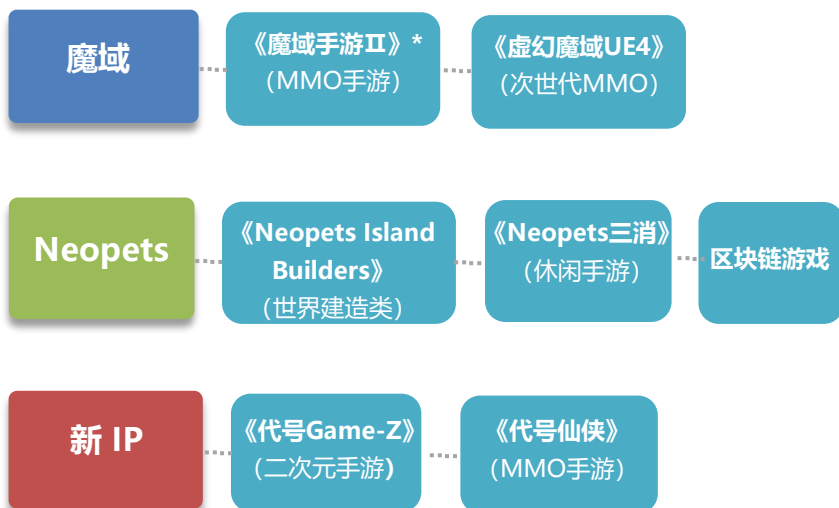 魔域
《魔域手游Ⅱ》*
（MMO手游）
《虚幻魔域UE4》
（次世代MMO）
Neopets
《Neopets Island
Builders》
（世界建造类）
《Neopets三消》
（休闲手游）
区块链游戏
新 IP
《代号Game-Z》
（二次元手游)
《代号仙侠》
（MMO手游）